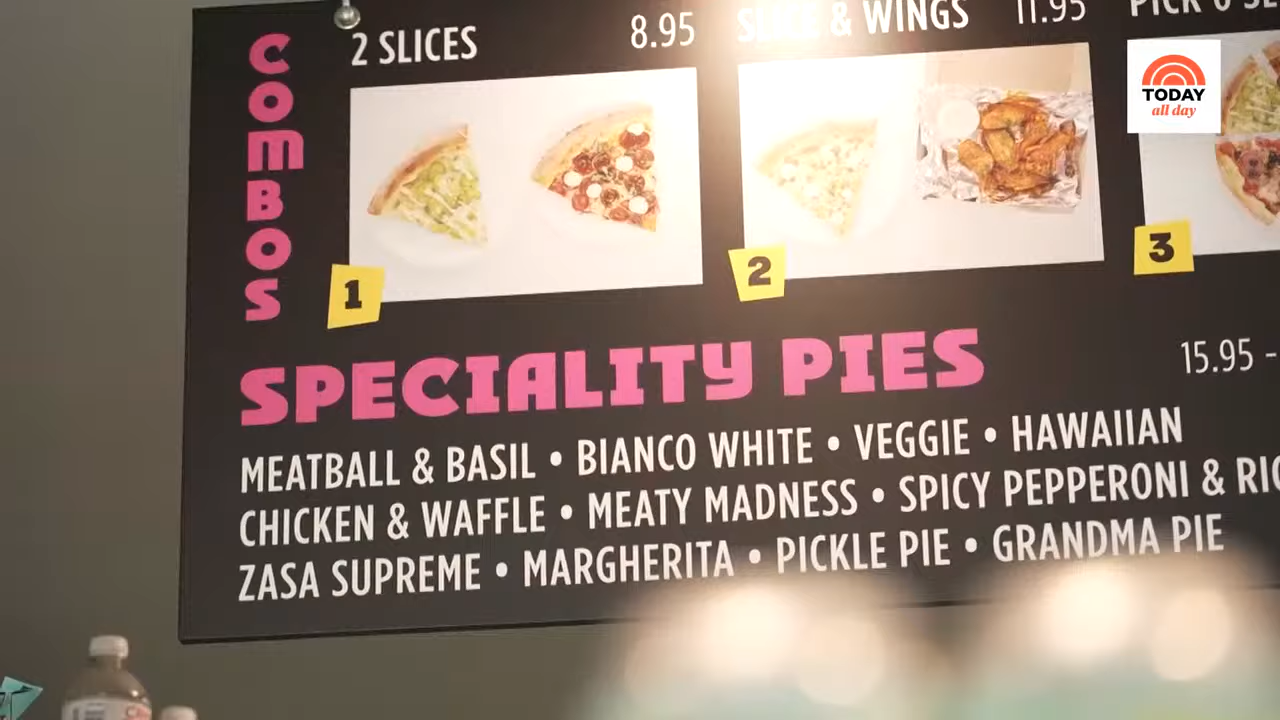 COMBOS
2 SLICES 8.95
SLICE & WINGS 11.95
PICK 6
TODAY
all day
1
2
3
SPECIALITY PIES
15.95 -
MEATBALL & BASIL • BIANCO WHITE • VEGGIE • HAWAIIAN
CHICKEN & WAFFLE • MEATY MADNESS • SPICY PEPPERONI &
ZASA SUPREME • MARGHERITA • PICKLE PIE • GRANDMA PIE